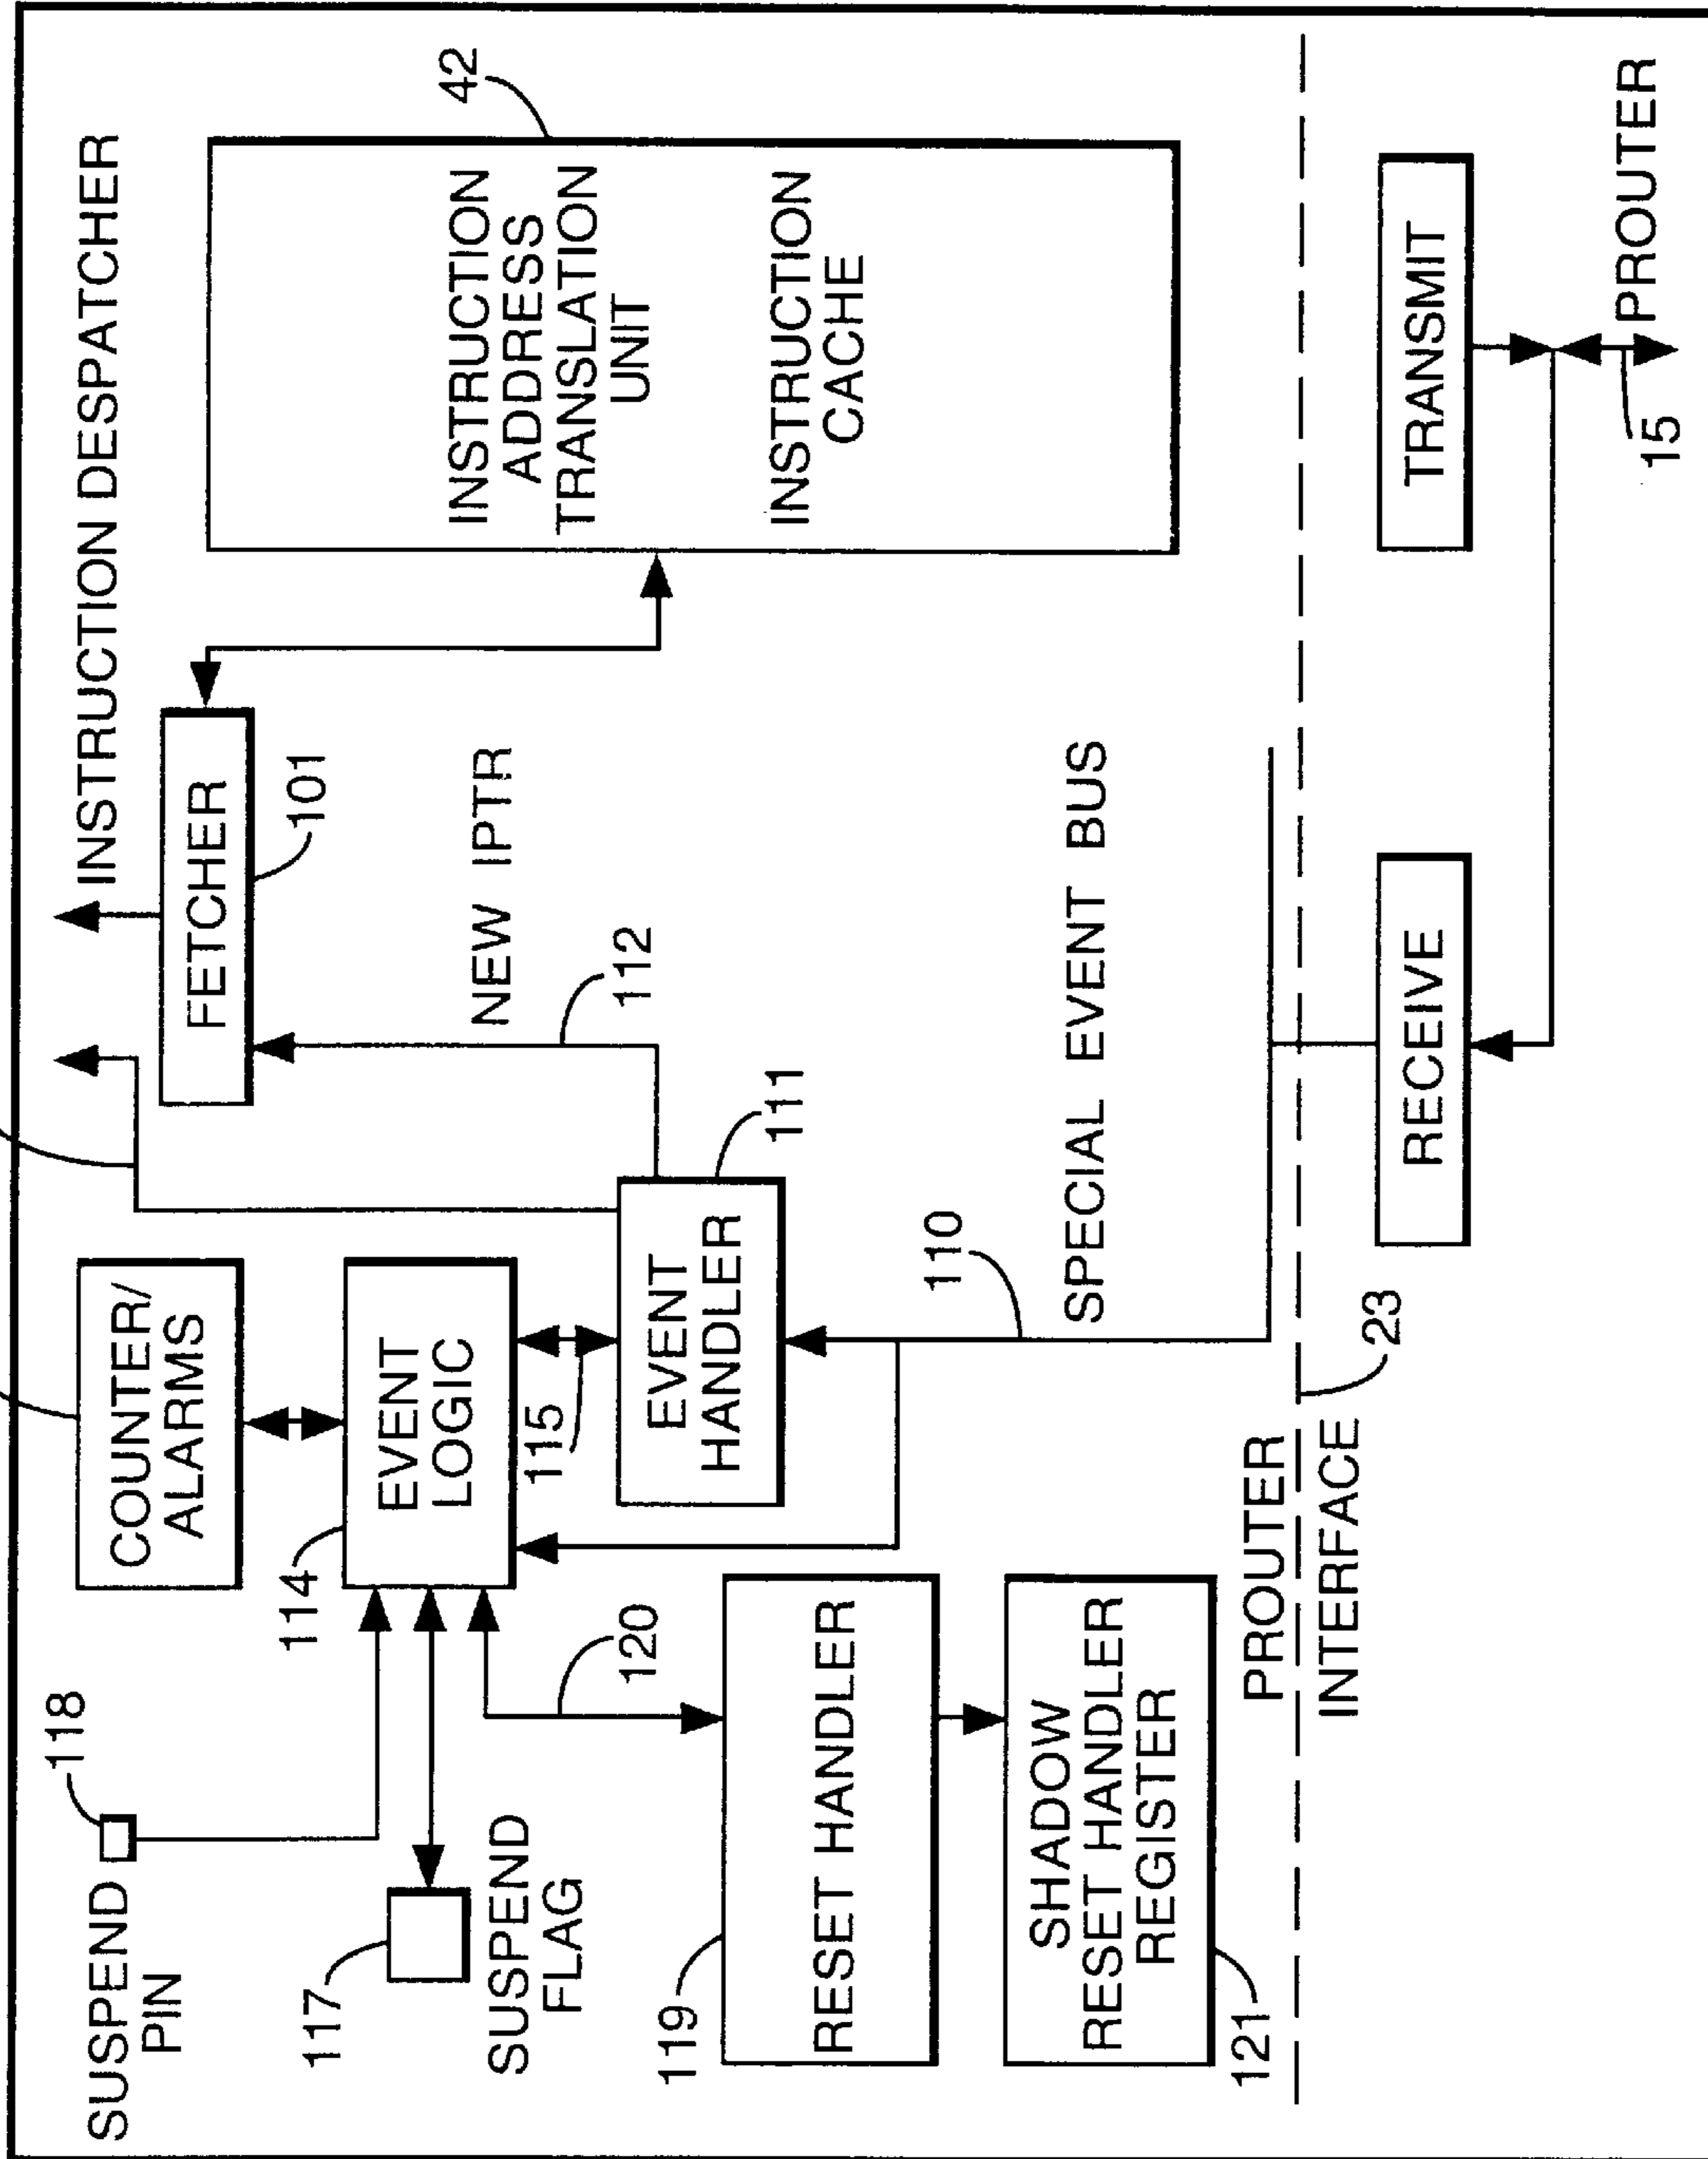 SUSPEND
PIN
118
COUNTER/
ALARMS
INSTRUCTION DESPATCHER
117
SUSPEND
FLAG
114
EVENT
LOGIC
115
FETCHER
101
42
120
EVENT
HANDLER
111
NEW IPTR
112
INSTRUCTION
ADDRESS
TRANSLATION
UNIT
INSTRUCTION
CACHE
119
RESET HANDLER
110
SPECIAL EVENT BUS
SHADOW
RESET HANDLER
REGISTER
121
PROUTER
INTERFACE
23
RECEIVE
TRANSMIT
15
PROUTER